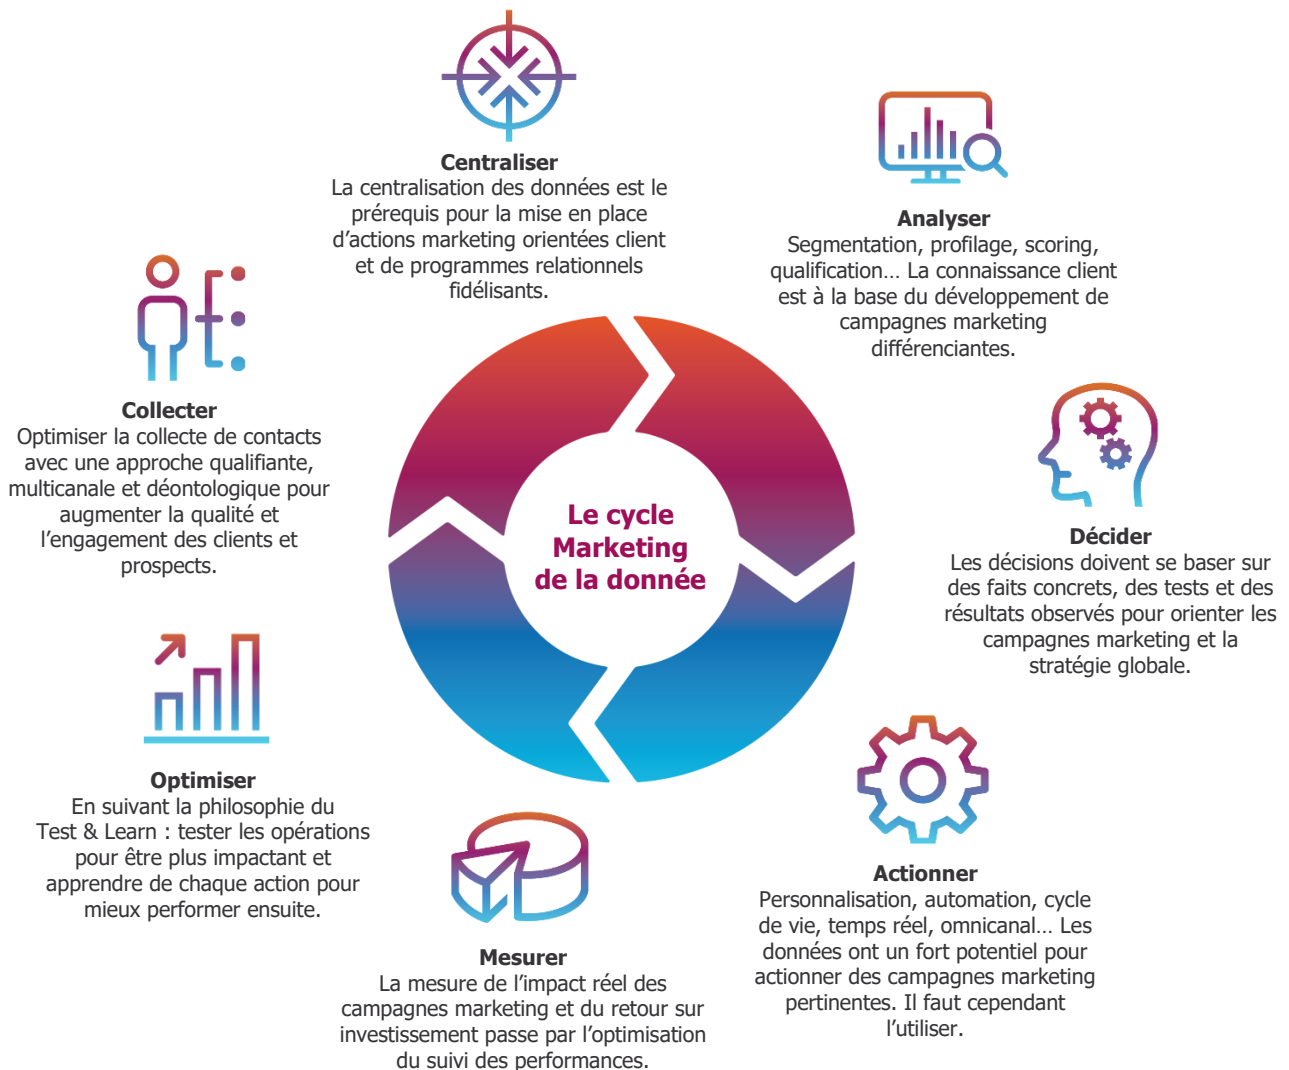 Centraliser
La centralisation des données est le
prérequis pour la mise en place
d’actions marketing orientées client
et de programmes relationnels
fidélisants.
Analyser
Segmentation, profilage, scoring,
qualification… La connaissance client
est à la base du développement de
campagnes marketing
différenciantes.
Collecter
Optimiser la collecte de contacts
avec une approche qualifiante,
multicanale et déontologique pour
augmenter la qualité et
l’engagement des clients et
prospects.
Le cycle
Marketing
de la donnée
Décider
Les décisions doivent se baser sur
des faits concrets, des tests et des
résultats observés pour orienter les
campagnes marketing et la
stratégie globale.
Optimiser
En suivant la philosophie du
Test & Learn : tester les opérations
pour être plus impactant et
apprendre de chaque action pour
mieux performer ensuite.
Actionner
Personnalisation, automation, cycle
de vie, temps réel, omnicanal… Les
données ont un fort potentiel pour
actionner des campagnes marketing
pertinentes. Il faut cependant
l’utiliser.
Mesurer
La mesure de l’impact réel des
campagnes marketing et du retour sur
investissement passe par l’optimisation
du suivi des performances.